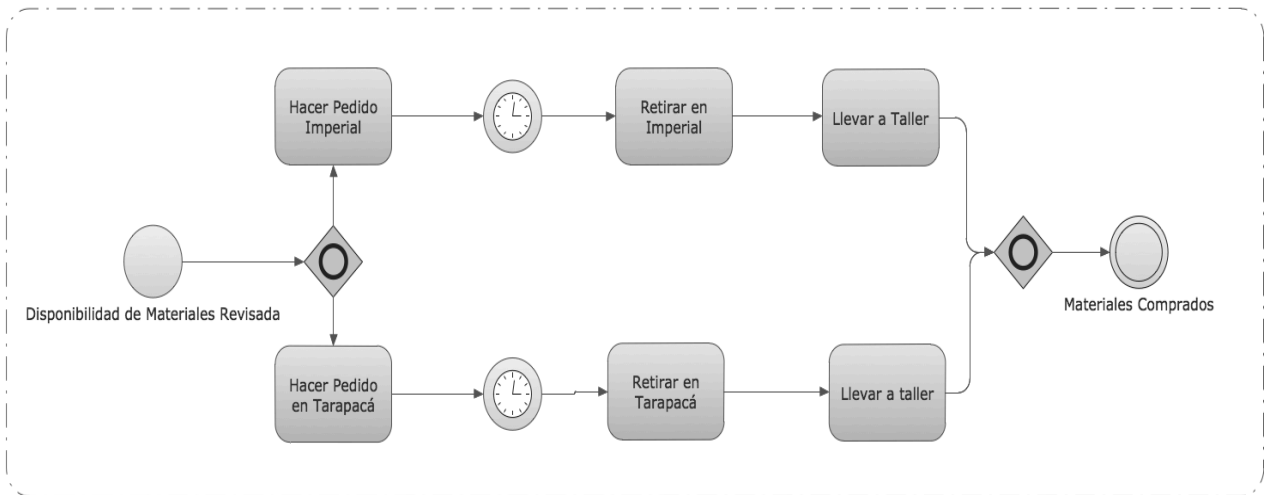 Hacer Pedido
Imperial
Retirar en
Imperial
Llevar a Taller
Disponibilidad de Materiales Revisada
Materiales Comprados
Hacer Pedido
en Tarapacá
Retirar en
Tarapacá
Llevar a taller